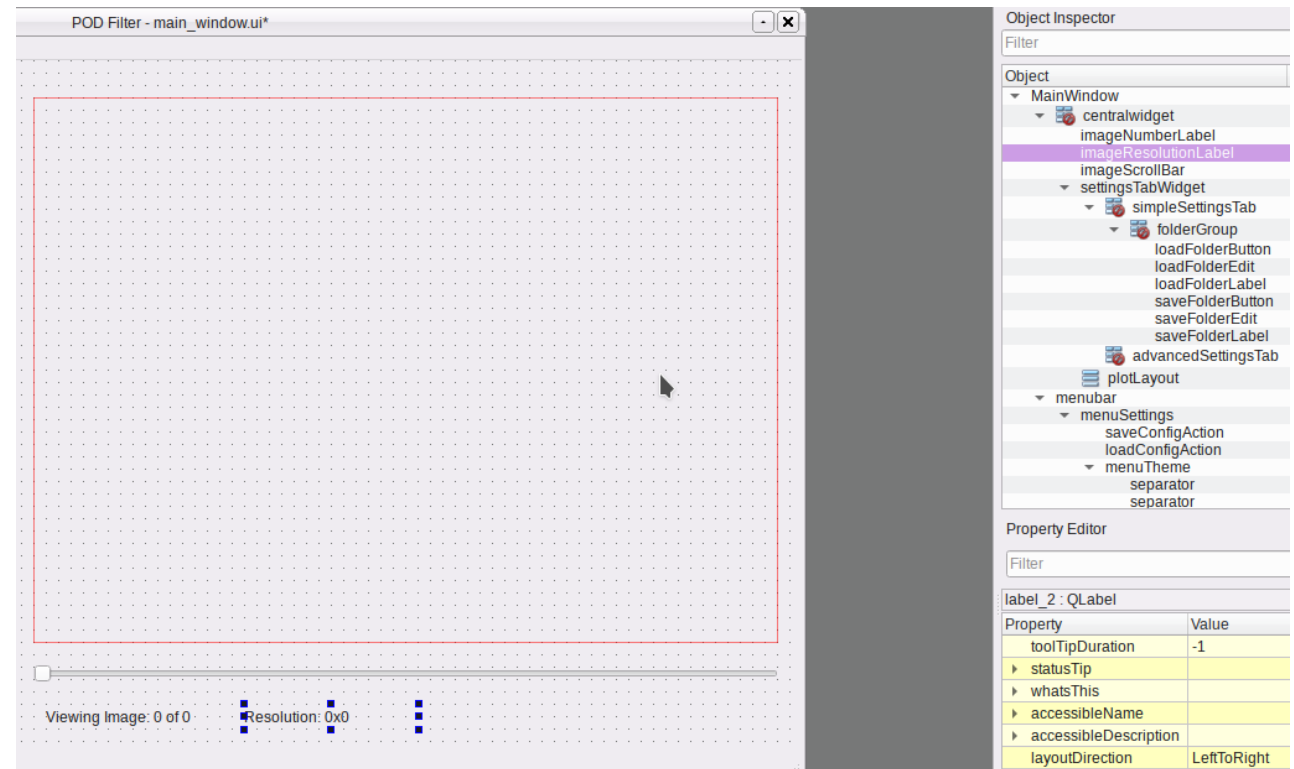 POD Filter - main_window.ui*
Viewing Image: 0 of 0
Resolution: 0x0
Object Inspector
Filter
Object
MainWindow
centralwidget
imageNumberLabel
imageResolutionLabel
imageScrollBar
settingsTabWidget
simpleSettingsTab
folderGroup
loadFolderButton
loadFolderEdit
loadFolderLabel
saveFolderButton
saveFolderEdit
saveFolderLabel
advancedSettingsTab
plotLayout
menubar
menuSettings
saveConfigAction
loadConfigAction
menuTheme
separator
separator
Property Editor
Filter
label_2 : QLabel
Property Value
toolTipDuration -1
statusTip
whatsThis
accessibleName
accessibleDescription
layoutDirection LeftToRight